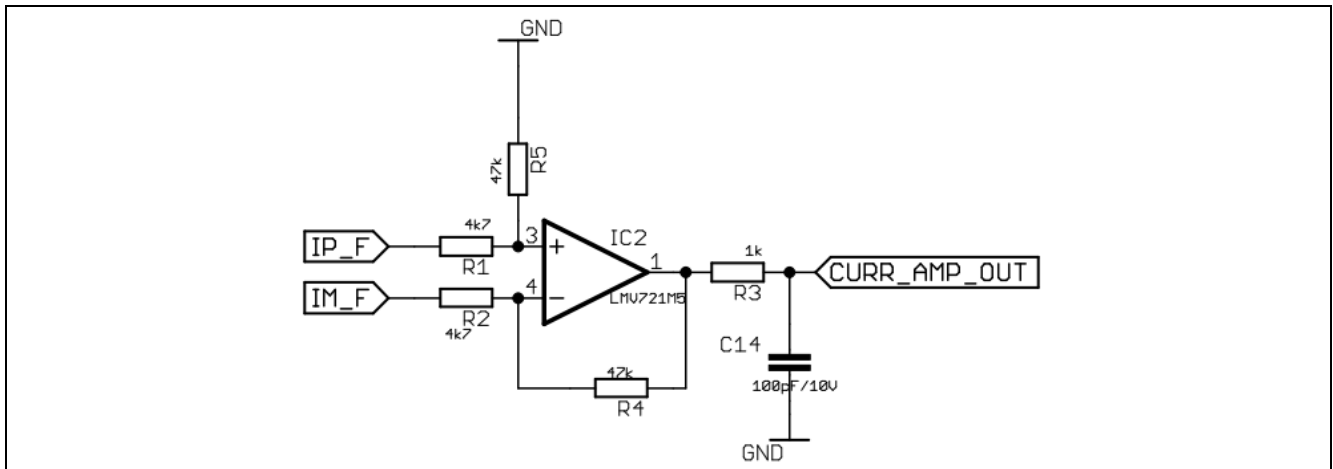 GND
47k
R5
IP_F
4k7
R1
3
+
IC2
1
LMV721M5
1k
R3
CURR_AMP_OUT
IM_F
R2
4k7
4
−
C14
100pF/10V
47k
R4
GND